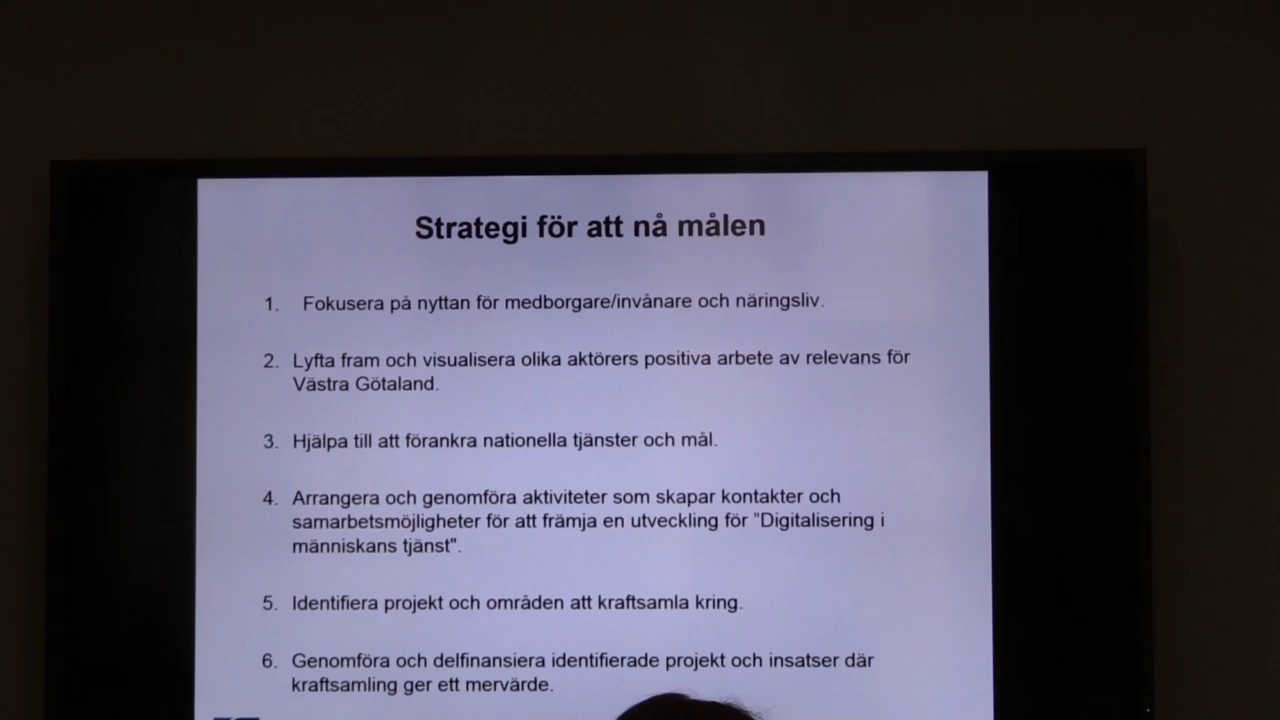 Strategi för att nå målen
1. Fokusera på nyttan för medborgare/invånare och näringsliv.
2. Lyfta fram och visualisera olika aktörers positiva arbete av relevans för
Västra Götaland.
3. Hjälpa till att förankra nationella tjänster och mål.
4. Arrangera och genomföra aktiviteter som skapar kontakter och
samarbetsmöjligheter för att främja en utveckling för "Digitalisering i
människans tjänst".
5. Identifiera projekt och områden att kraftsamla kring.
6. Genomföra och delfinansiera identifierade projekt och insatser där
kraftsamling ger ett mervärde.